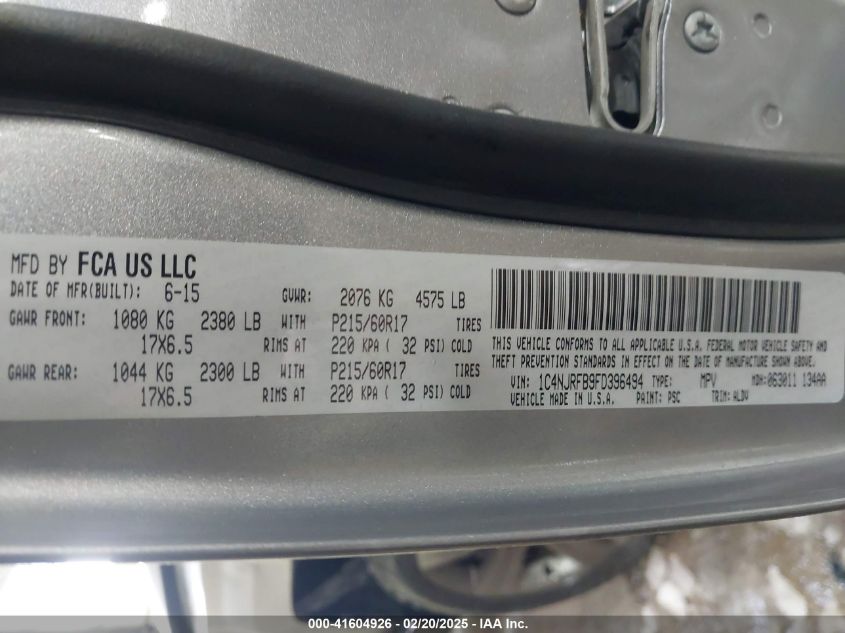 MFD BY FCA US LLC
DATE OF MFR(BUILT): 6-15 GVWR: 2076 KG 4575 LB
GAWR FRONT: 1080 KG 2380 LB WITH P215/60R17 TIRES
17X6.5 RIMS AT 220 KPA ( 32 PSI) COLD
GAWR REAR: 1044 KG 2300 LB WITH P215/60R17 TIRES
17X6.5 RIMS AT 220 KPA ( 32 PSI) COLD
THIS VEHICLE CONFORMS TO ALL APPLICABLE U.S.A. FEDERAL MOTOR VEHICLE SAFETY AND
THEFT PREVENTION STANDARDS IN EFFECT ON THE DATE OF MANUFACTURE SHOWN ABOVE.
VIN: 1C4NJRFB9FD396494 TYPE: MPV MDH: 063011 134AA
VEHICLE MADE IN U.S.A. PAINT: PSC TRIM: ALDV
000-41604926 - 02/20/2025 - IAA Inc.